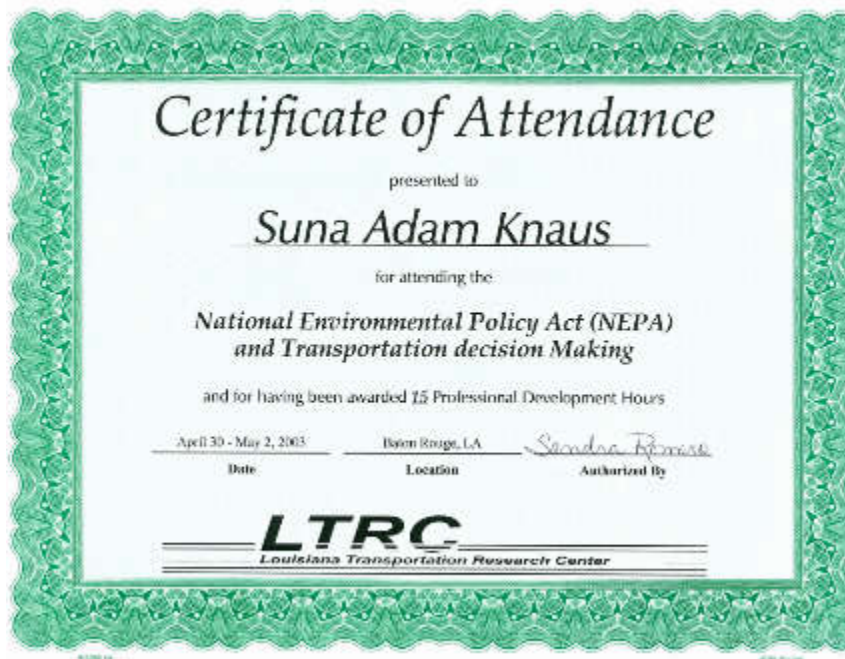 Certificate of Attendance
presented to
Suna Adam Knaus
for attending the
National Environmental Policy Act (NEPA)
and Transportation decision Making
and for having been awarded 15 Professional Development Hours
April 30 - May 2, 2003 Baton Rouge, LA Sandra
Date Location Authorized By
LTRC
Louisiana Transportation Research Center